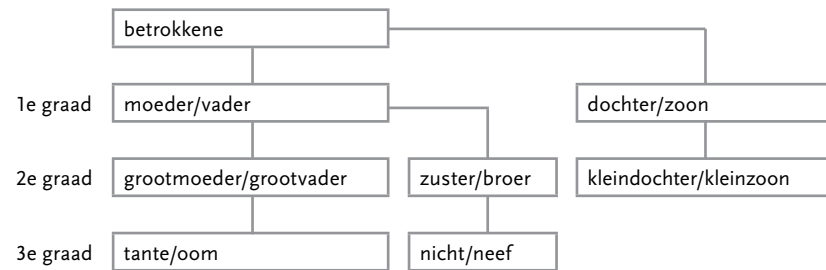 betrokkene
1e graad moeder/vader dochter/zoon
2e graad grootmoeder/grootvader zuster/broer kleindochter/kleinzoon
3e graad tante/oom nicht/neef